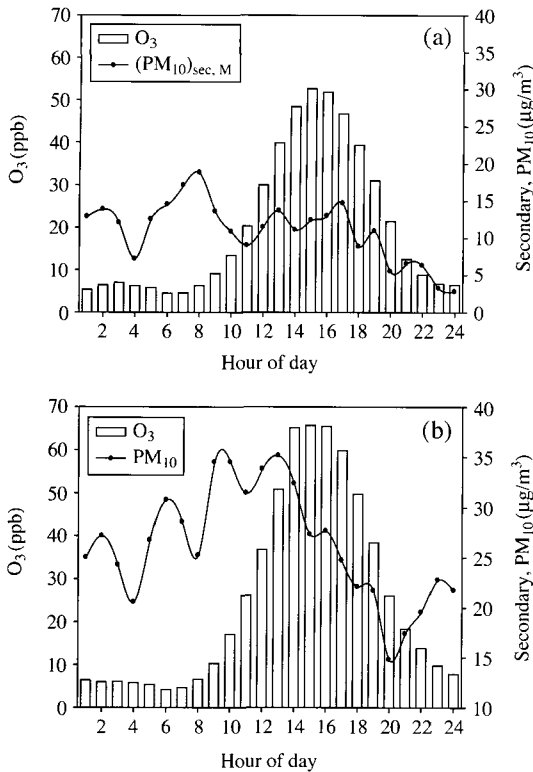 (a)
O₃
(PM₁₀)sec, M
70
60
50
40
30
20
10
0
O₃ (ppb)
40
35
30
25
20
15
10
5
0
Secondary, PM₁₀ (µg/m³)
2 4 6 8 10 12 14 16 18 20 22 24
Hour of day
(b)
O₃
PM₁₀
70
60
50
40
30
20
10
0
O₃ (ppb)
40
35
30
25
20
15
10
Secondary, PM₁₀ (µg/m³)
2 4 6 8 10 12 14 16 18 20 22 24
Hour of day